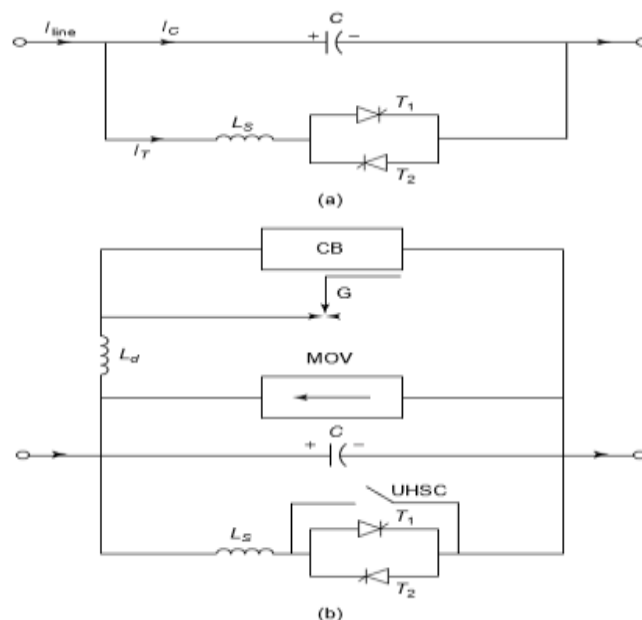 I_line I_C C
+ −
L_S T_1
I_T
T_2
(a)
CB
G
L_d
MOV
C
+ −
UHSC
L_S T_1
T_2
(b)